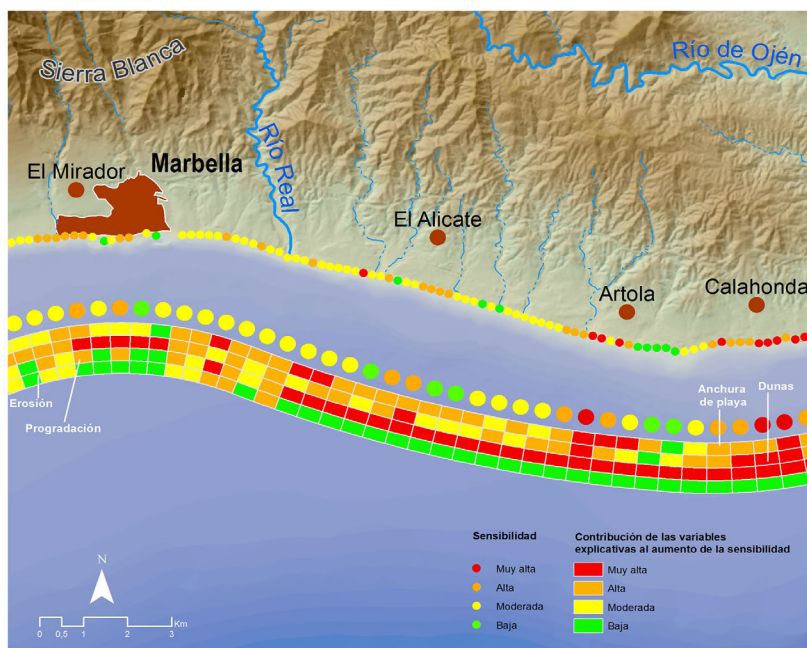 Sierra Blanca
Río de Ojén
El Mirador
Marbella
Río Real
El Alicate
Artola
Calahonda
Erosión
Progradación
Anchura
de playa
Dunas
Sensibilidad
Muy alta
Alta
Moderada
Baja
Contribución de las variables
explicativas al aumento de la sensibilidad
Muy alta
Alta
Moderada
Baja
N
Km
0 0,5 1 2 3